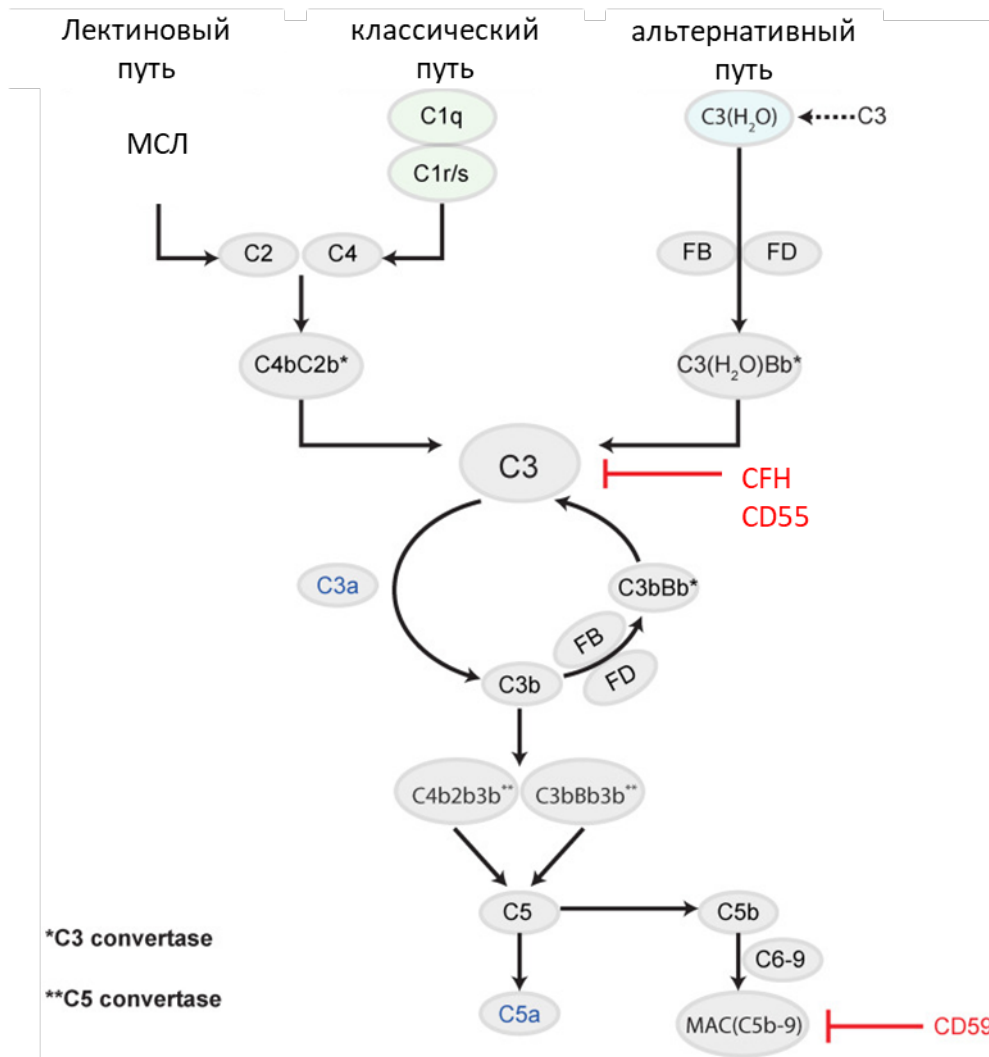 Лектиновый
путь
классический
путь
альтернативный
путь
МСЛ
C1q
C1r/s
C3(H₂O)
C3
C2
C4
FB
FD
C4bC2b*
C3(H₂O)Bb*
C3
CFH
CD55
C3a
C3bBb*
FB
FD
C3b
C4b2b3b**
C3bBb3b**
C5
C5b
C6-9
*C3 convertase
**C5 convertase
C5a
MAC(C5b-9)
CD59